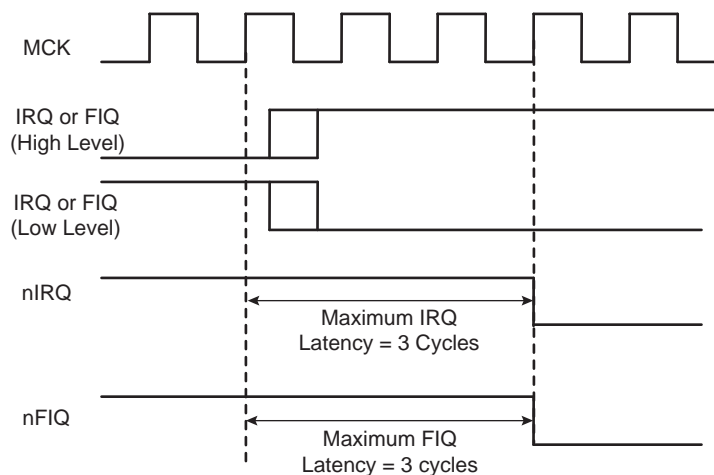 MCK
IRQ or FIQ
(High Level)
IRQ or FIQ
(Low Level)
nIRQ
Maximum IRQ
Latency = 3 Cycles
nFIQ
Maximum FIQ
Latency = 3 cycles